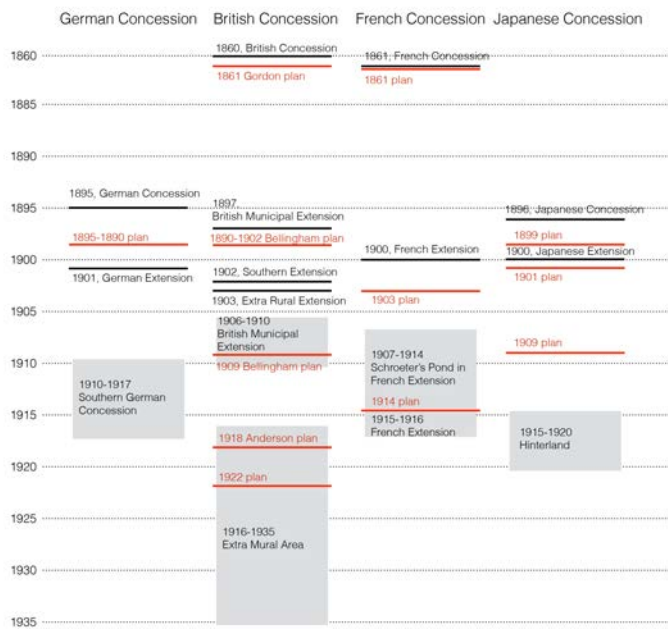 German Concession
British Concession
French Concession
Japanese Concession
1860
1885
1890
1895
1900
1905
1910
1915
1920
1925
1930
1935
1895, German Concession
1895-1890 plan
1901, German Extension
1910-1917
Southern German
Concession
1860, British Concession
1861 Gordon plan
1897,
British Municipal Extension
1890-1902 Bellingham plan
1902, Southern Extension
1903, Extra Rural Extension
1906-1910
British Municipal
Extension
1909 Bellingham plan
1918 Anderson plan
1922 plan
1916-1935
Extra Mural Area
1861, French Concession
1861 plan
1900, French Extension
1903 plan
1907-1914
Schroeter's Pond in
French Extension
1914 plan
1915-1916
French Extension
1896, Japanese Concession
1899 plan
1900, Japanese Extension
1901 plan
1909 plan
1915-1920
Hinterland